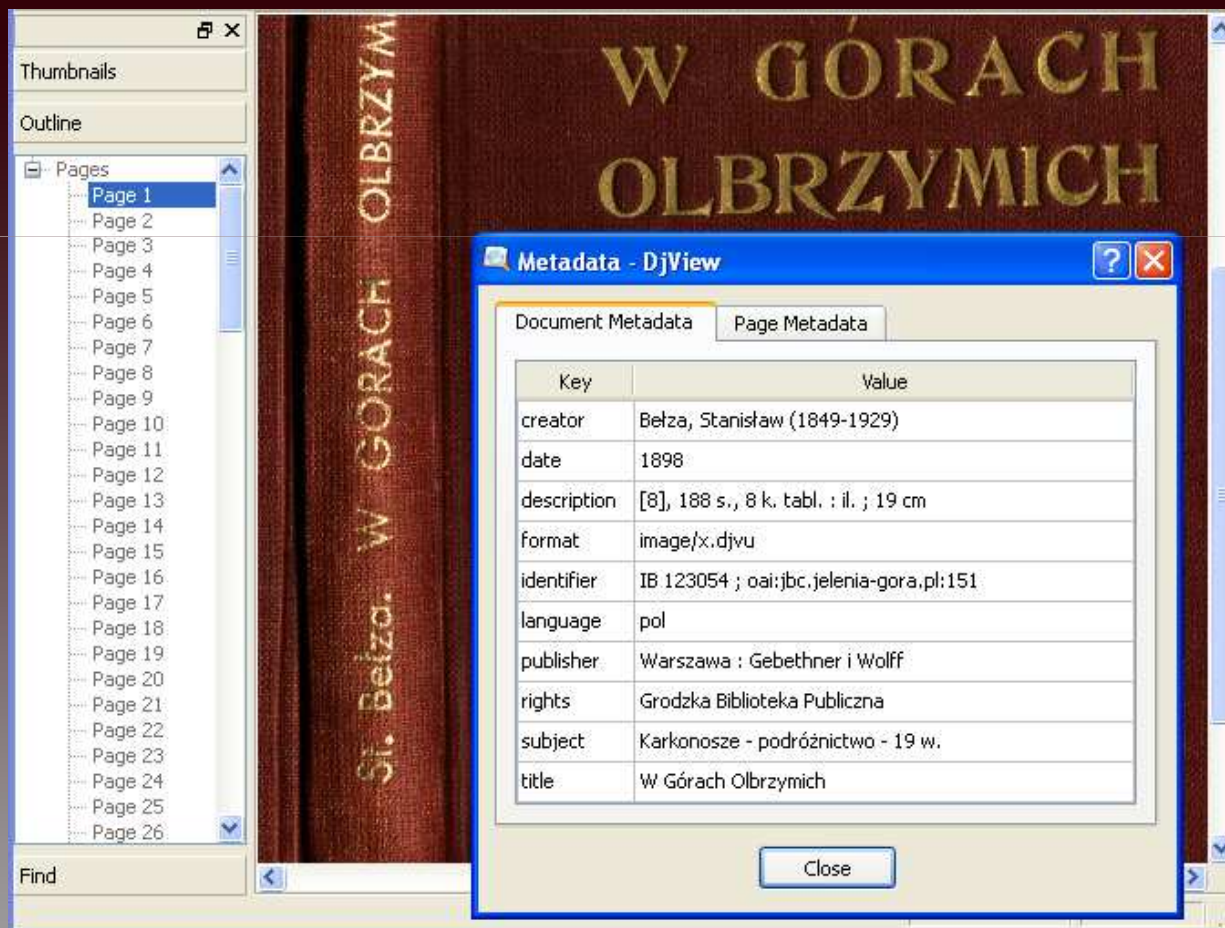 Thumbnails
Outline
Pages
Page 1
Page 2
Page 3
Page 4
Page 5
Page 6
Page 7
Page 8
Page 9
Page 10
Page 11
Page 12
Page 13
Page 14
Page 15
Page 16
Page 17
Page 18
Page 19
Page 20
Page 21
Page 22
Page 23
Page 24
Page 25
Page 26
Find
St. Bełza. W GÓRACH OLBRZYM
W GÓRACH
OLBRZYMICH
Metadata - DjView
Document Metadata Page Metadata
Key Value
creator Bełza, Stanisław (1849-1929)
date 1898
description [8], 188 s., 8 k. tabl. : il. ; 19 cm
format image/x.djvu
identifier IB 123054 ; oai:jbc.jelenia-gora.pl:151
language pol
publisher Warszawa : Gebethner i Wolff
rights Grodzka Biblioteka Publiczna
subject Karkonosze - podróżnictwo - 19 w.
title W Górach Olbrzymich
Close